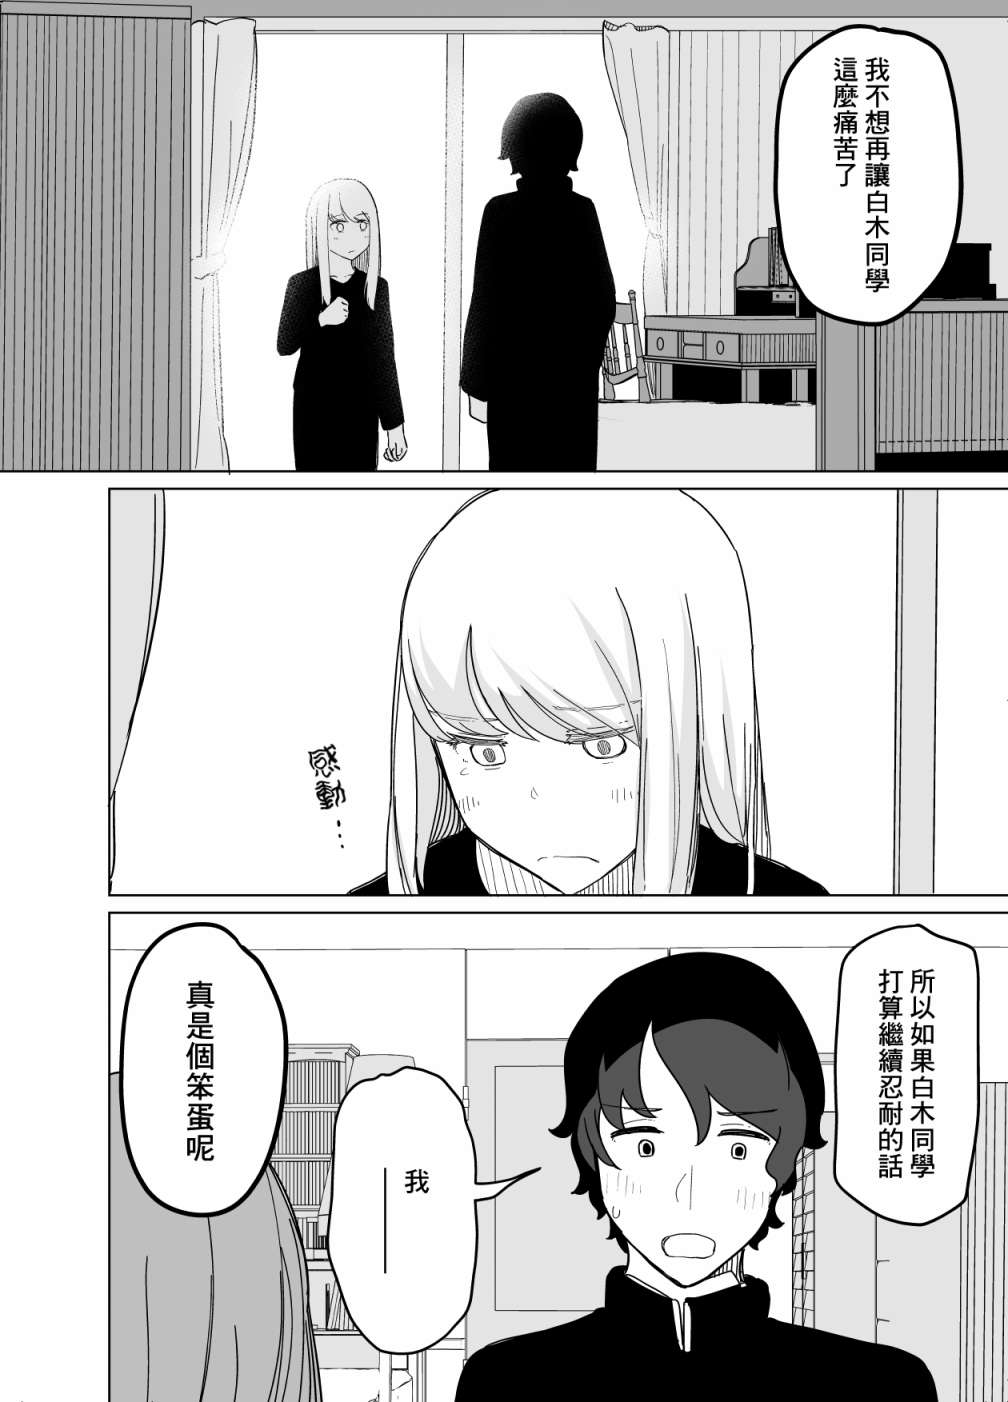 我不想再讓白木同學
這麼痛苦了
感動…
所以如果白木同學
打算繼續忍耐的話
我
——
真是個笨蛋呢